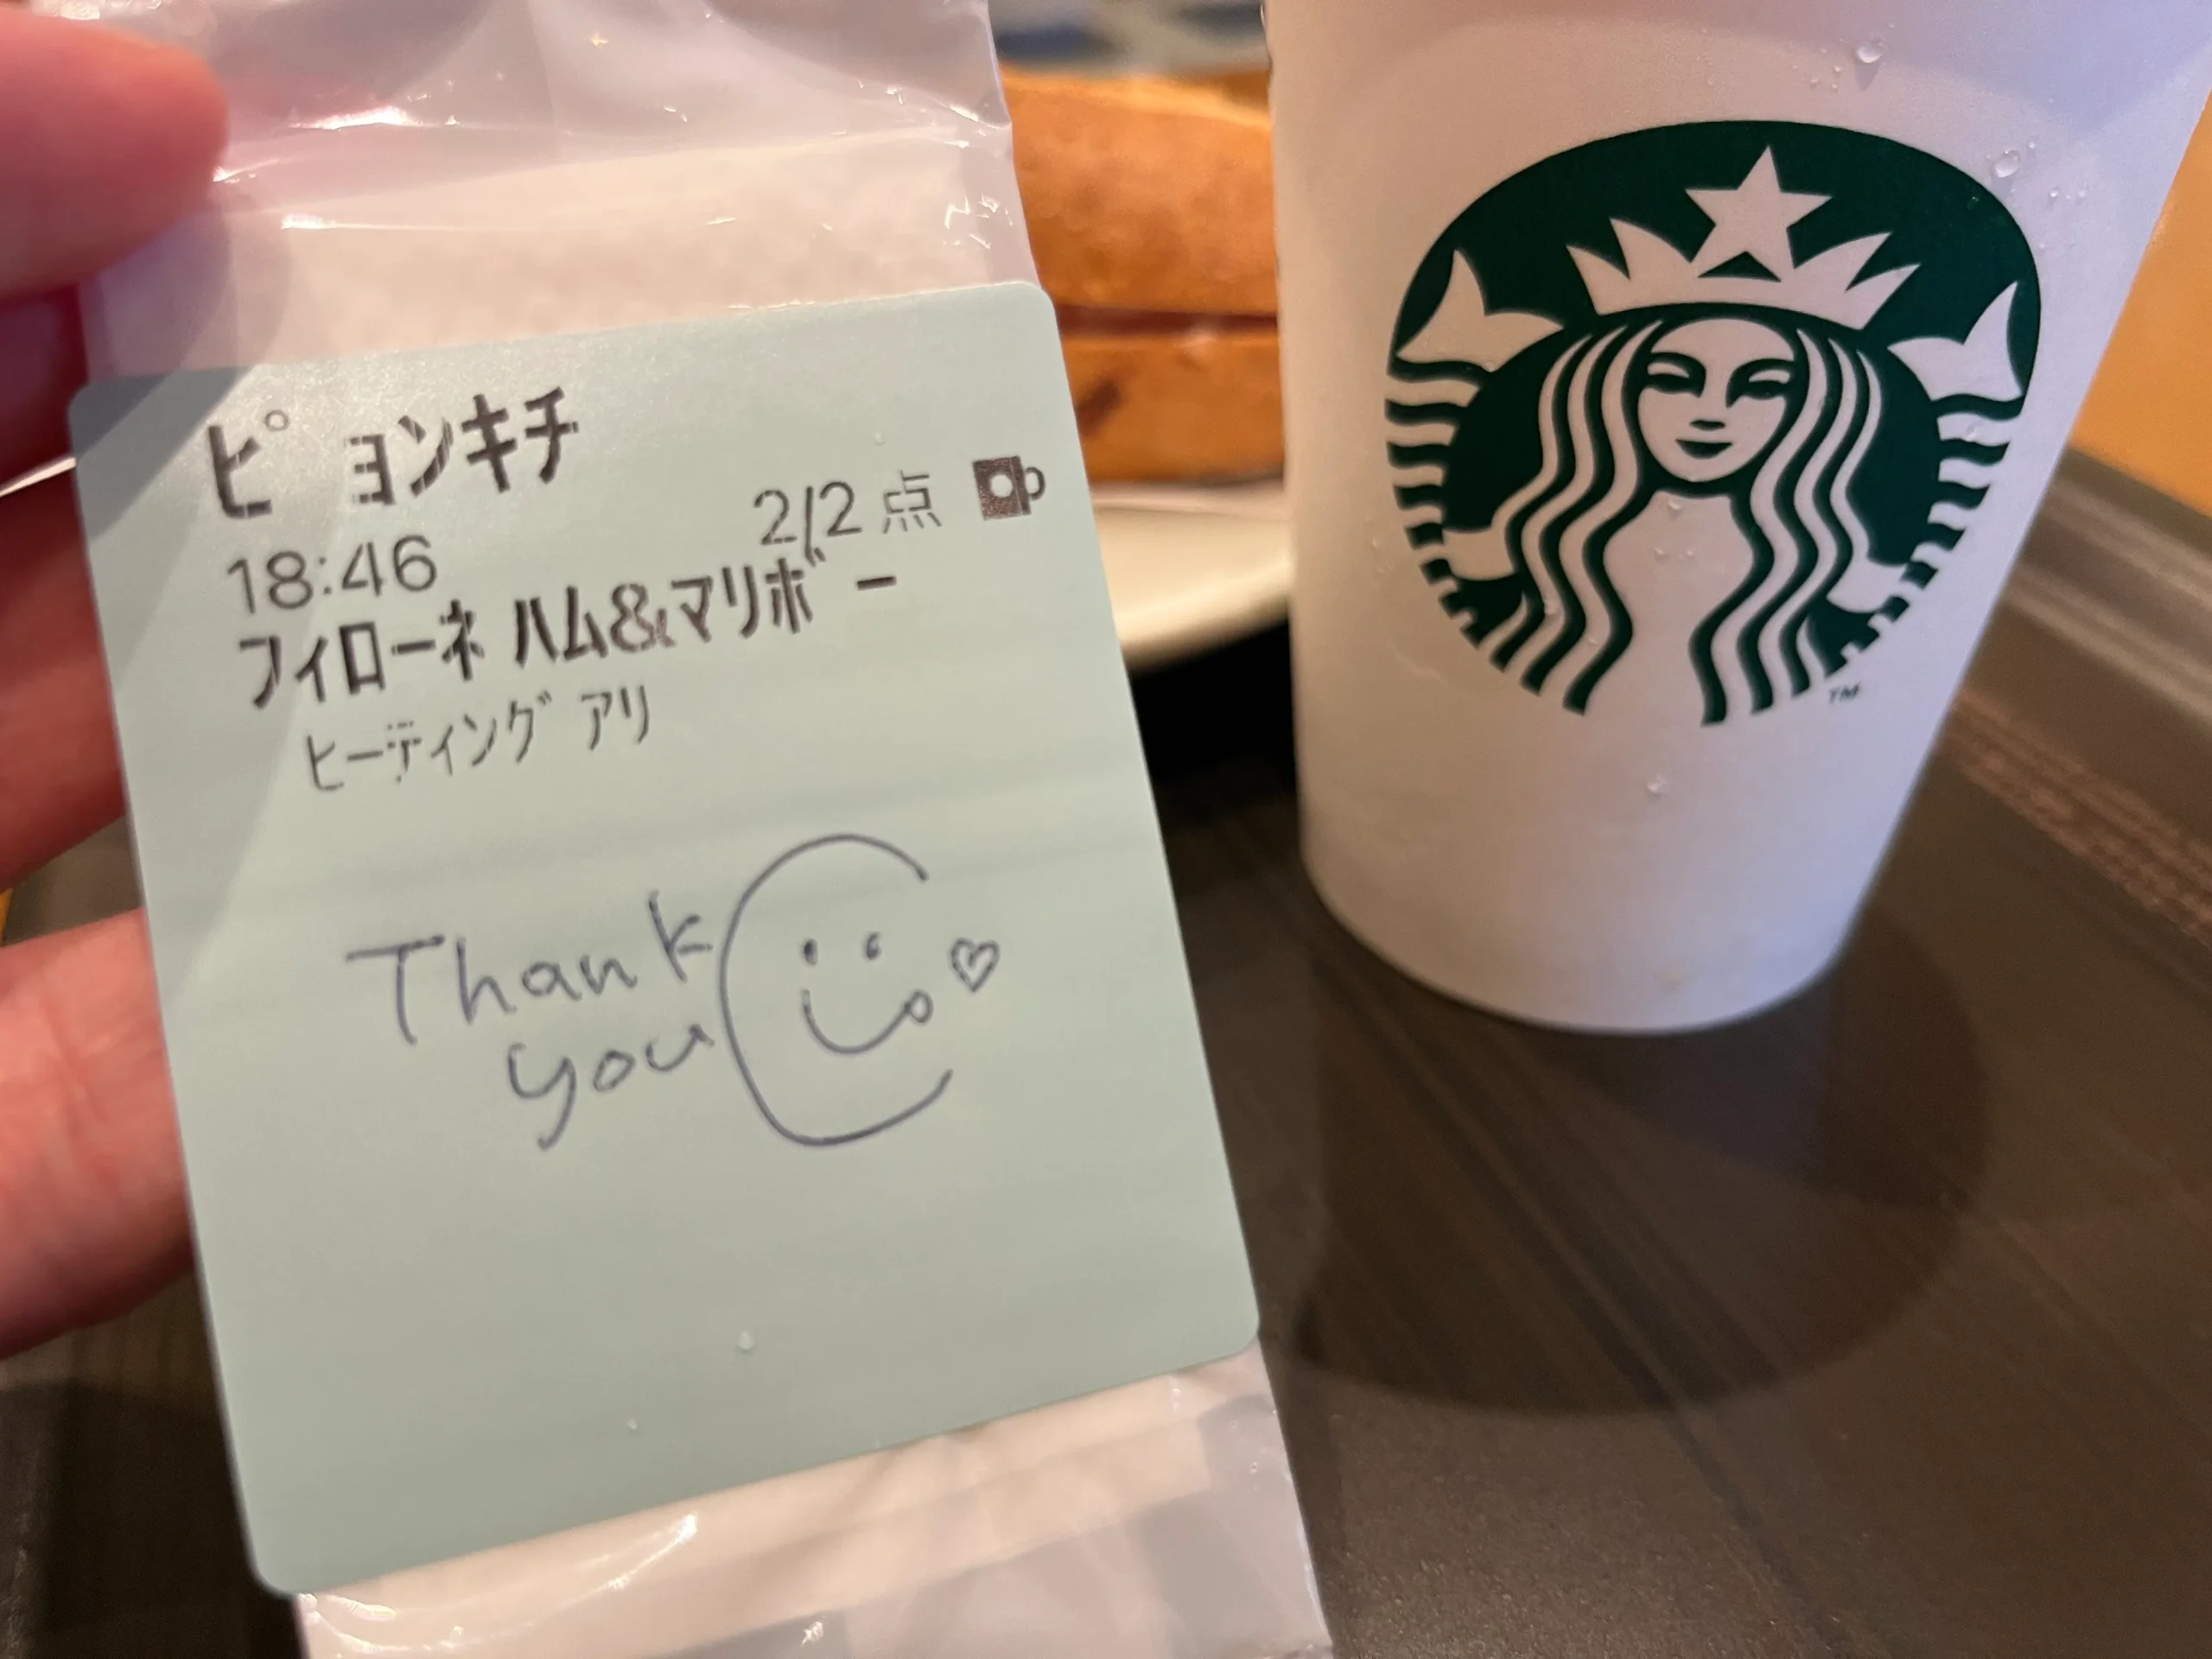 ピョンキチ
2/2 点
18:46
フィローネ ハム&マリボー
ヒーティング アリ
Thank
you
TM